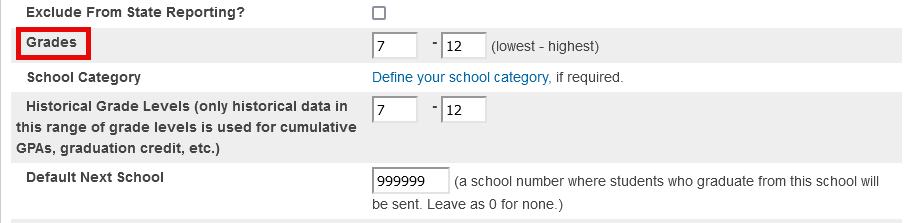 Exclude From State Reporting?
Grades 7 - 12 (lowest - highest)
School Category Define your school category, if required.
Historical Grade Levels (only historical data in 7 - 12
this range of grade levels is used for cumulative
GPAs, graduation credit, etc.)
Default Next School 999999 (a school number where students who graduate from this school will
be sent. Leave as 0 for none.)